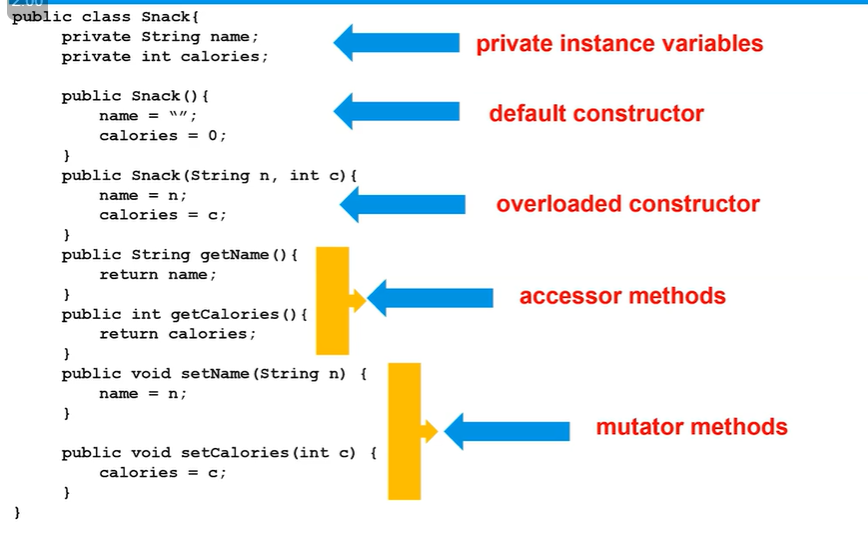 2:00
public class Snack{
private String name;
private int calories;
private instance variables
public Snack(){
name = “”;
calories = 0;
}
default constructor
public Snack(String n, int c){
name = n;
calories = c;
}
overloaded constructor
public String getName(){
return name;
}
public int getCalories(){
return calories;
}
accessor methods
public void setName(String n) {
name = n;
}
public void setCalories(int c) {
calories = c;
}
mutator methods
}